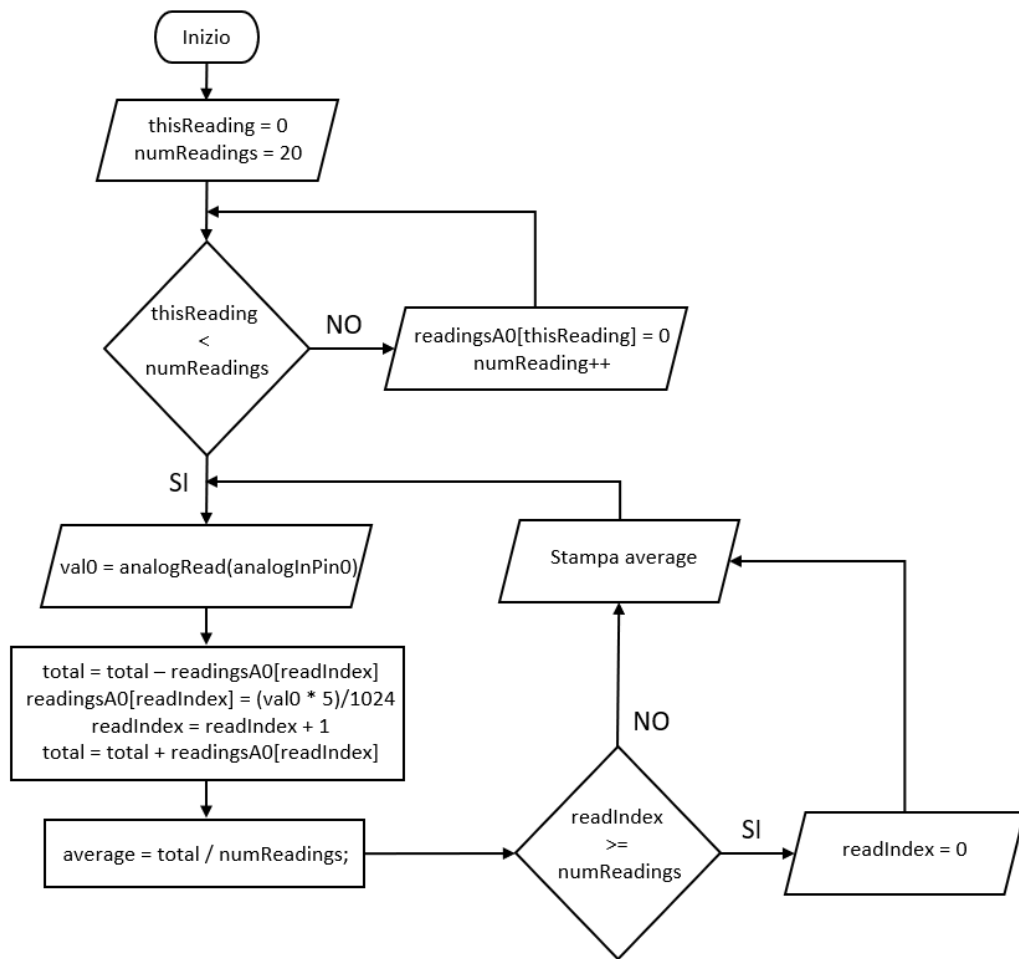 Inizio
thisReading = 0
numReadings = 20
thisReading
<
numReadings
NO
readingsA0[thisReading] = 0
numReading++
SI
val0 = analogRead(analogInPin0)
Stampa average
total = total – readingsA0[readIndex]
readingsA0[readIndex] = (val0 * 5)/1024
readIndex = readIndex + 1
total = total + readingsA0[readIndex]
average = total / numReadings;
NO
readIndex
>=
numReadings
SI
readIndex = 0